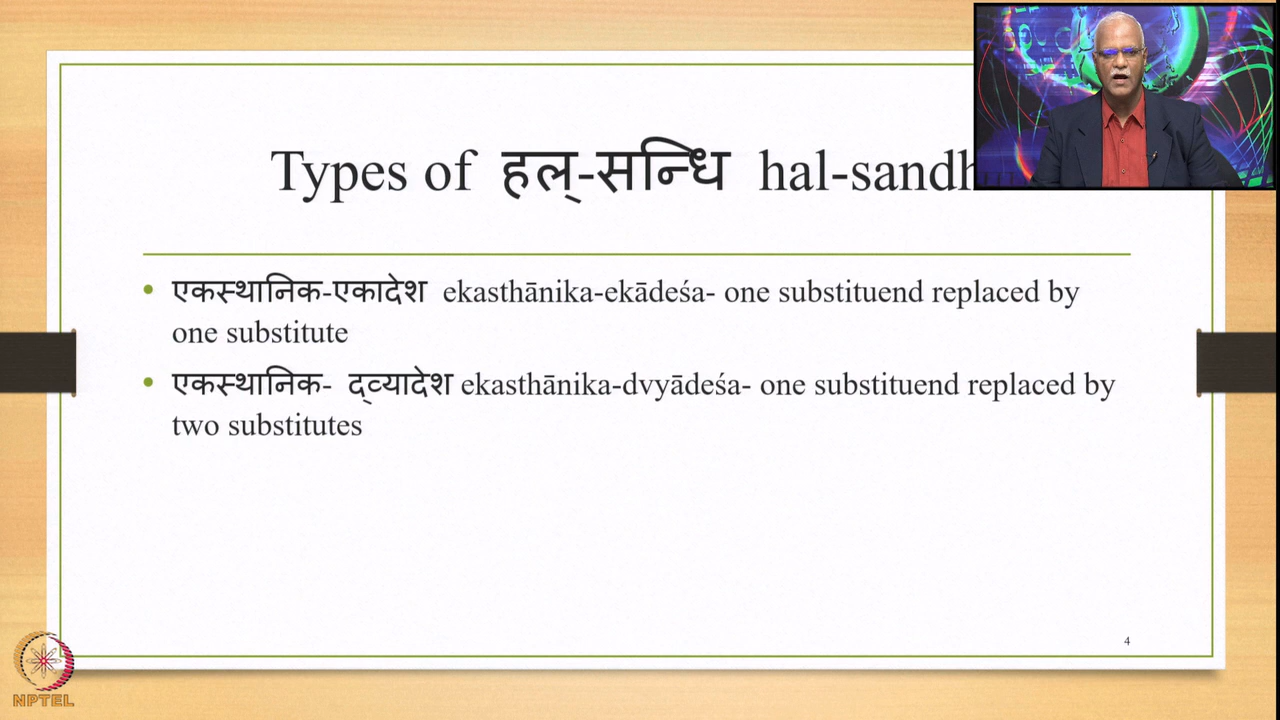 Types of हल्-सन्धि hal-sandh
• एकस्थानिक-एकादेश ekasthānika-ekādeśa- one substituend replaced by
one substitute
• एकस्थानिक- द्व्यादेश ekasthānika-dvyādeśa- one substituend replaced by
two substitutes
4
NPTEL